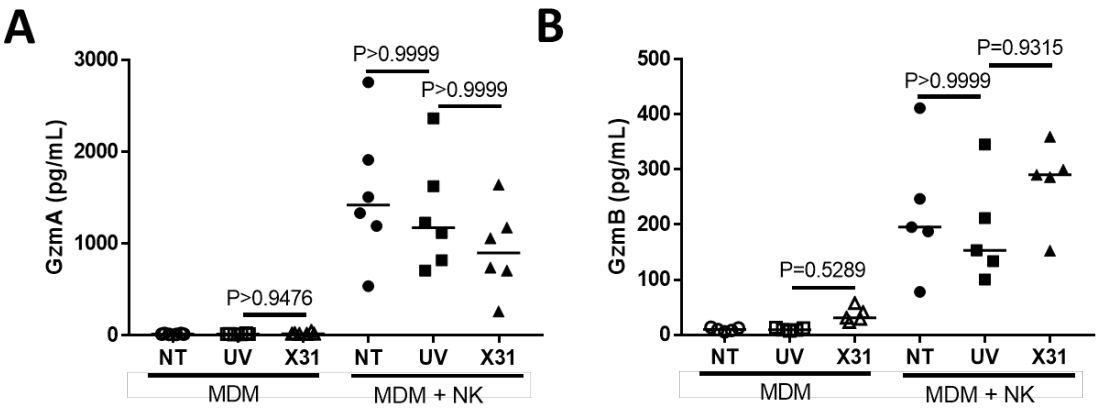 A
GzmA (pg/mL)
3000
2000
1000
0
P>0.9999
P>0.9999
P>0.9476
NT UV X31 NT UV X31
MDM MDM + NK
B
GzmB (pg/mL)
500
400
300
200
100
0
P=0.9315
P>0.9999
P=0.5289
NT UV X31 NT UV X31
MDM MDM + NK